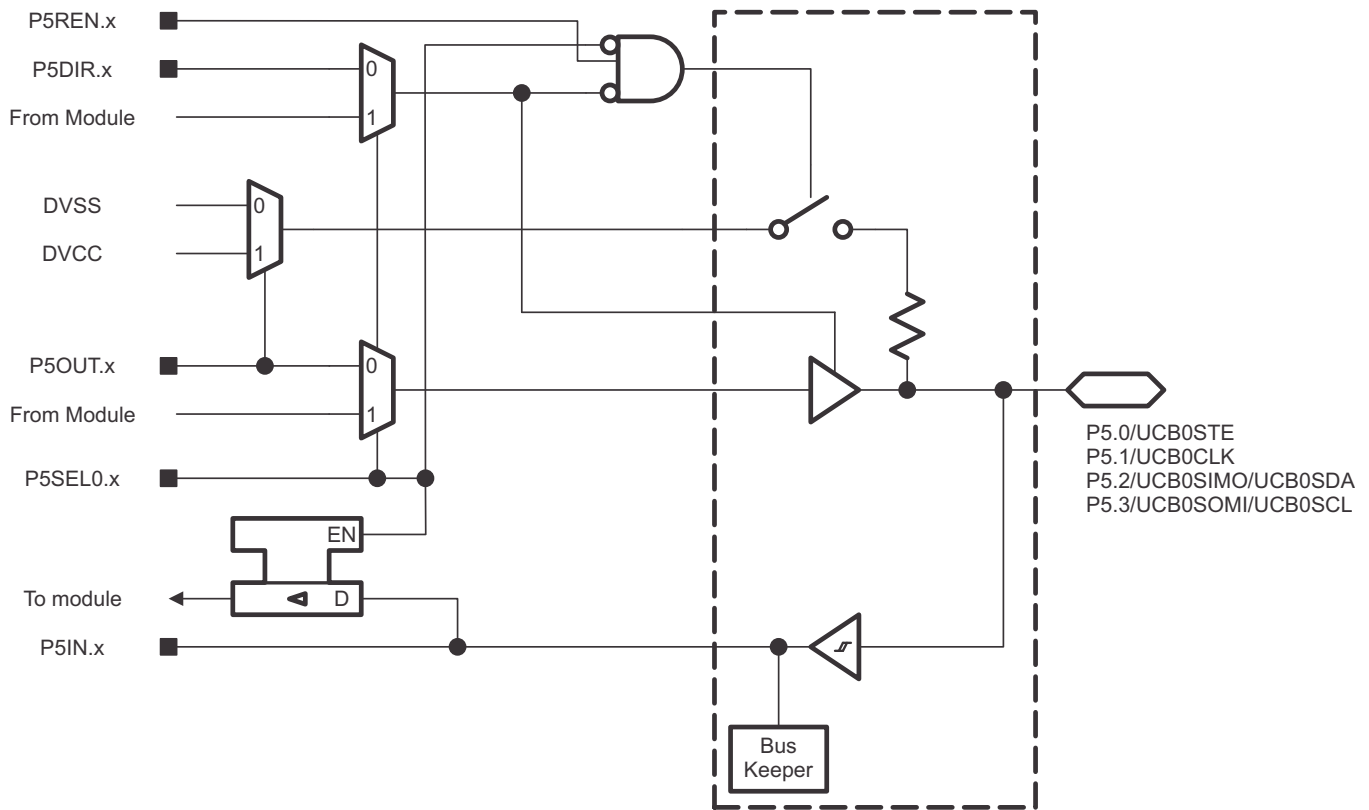 P5REN.x
P5DIR.x
0
From Module
1
DVSS
0
DVCC
1
P5OUT.x
0
From Module
1
P5.0/UCB0STE
P5.1/UCB0CLK
P5.2/UCB0SIMO/UCB0SDA
P5.3/UCB0SOMI/UCB0SCL
P5SEL0.x
EN
To module
D
P5IN.x
Bus
Keeper